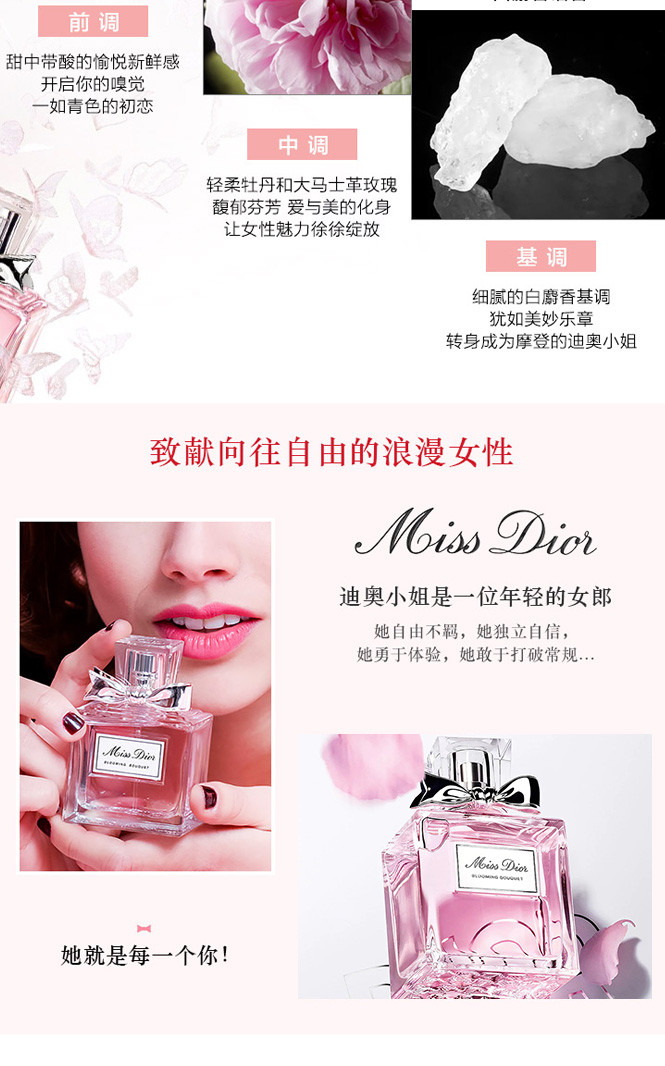 前调
甜中带酸的愉悦新鲜感
开启你的嗅觉
一如青色的初恋
中调
轻柔牡丹和大马士革玫瑰
馥郁芬芳 爱与美的化身
让女性魅力徐徐绽放
基调
细腻的白麝香基调
犹如美妙乐章
转身成为摩登的迪奥小姐
致献向往自由的浪漫女性
Miss Dior
迪奥小姐是一位年轻的女郎
她自由不羁，她独立自信，
她勇于体验，她敢于打破常规...
Miss Dior
BLOOMING BOUQUET
Miss Dior
BLOOMING BOUQUET
她就是每一个你！